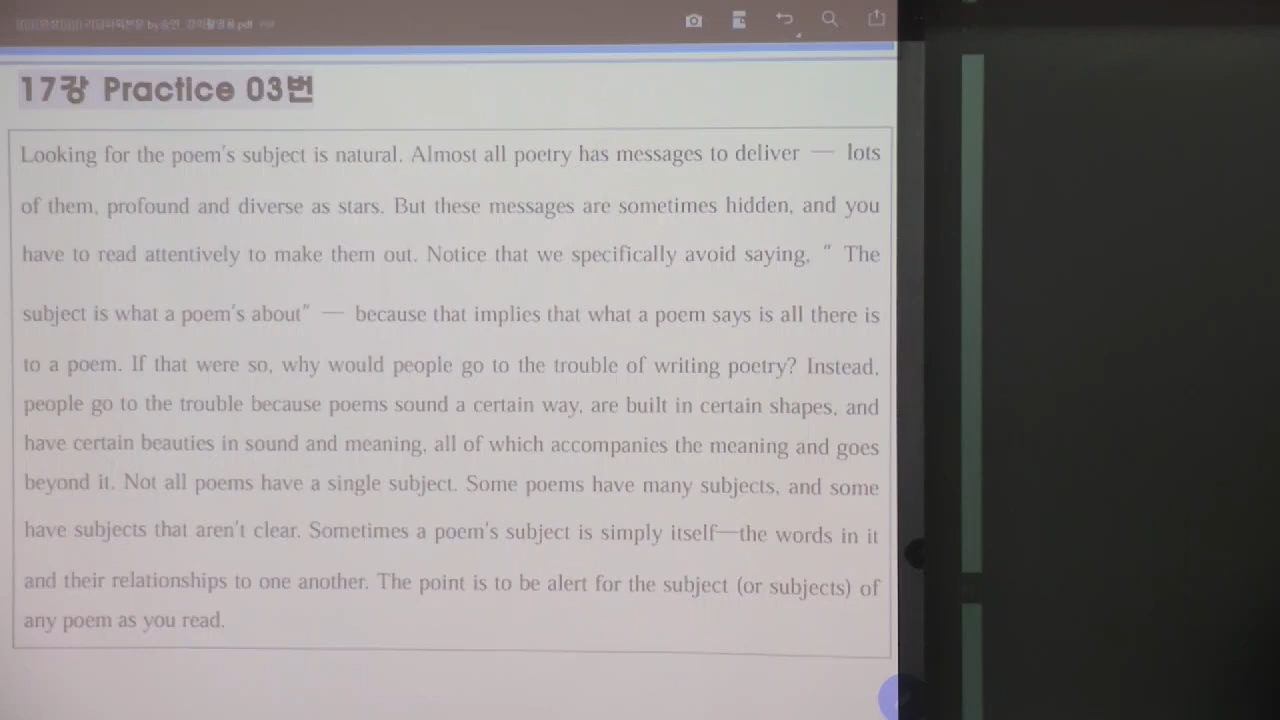 17강 Practice 03번
Looking for the poem's subject is natural. Almost all poetry has messages to deliver — lots
of them, profound and diverse as stars. But these messages are sometimes hidden, and you
have to read attentively to make them out. Notice that we specifically avoid saying, " The
subject is what a poem's about" — because that implies that what a poem says is all there is
to a poem. If that were so, why would people go to the trouble of writing poetry? Instead,
people go to the trouble because poems sound a certain way, are built in certain shapes, and
have certain beauties in sound and meaning, all of which accompanies the meaning and goes
beyond it. Not all poems have a single subject. Some poems have many subjects, and some
have subjects that aren't clear. Sometimes a poem's subject is simply itself—the words in it
and their relationships to one another. The point is to be alert for the subject (or subjects) of
any poem as you read.